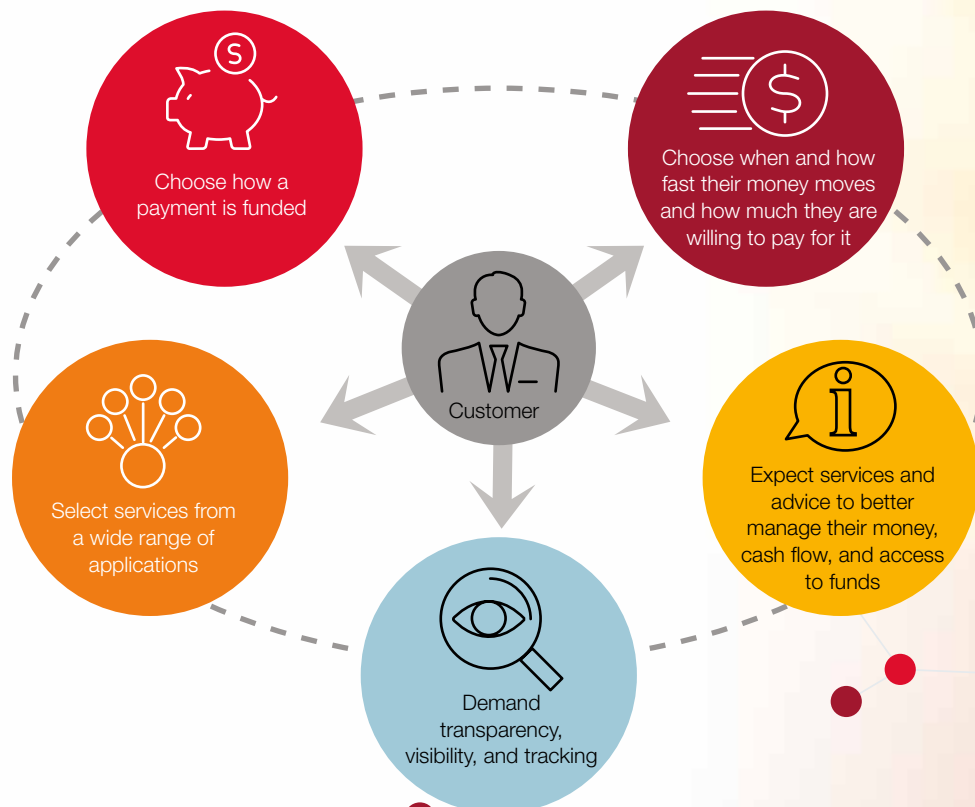 S
Choose how a
payment is funded
$
Choose when and how
fast their money moves
and how much they are
willing to pay for it
Customer
Select services from
a wide range of
applications
i
Expect services and
advice to better
manage their money,
cash flow, and access
to funds
Demand
transparency,
visibility, and tracking